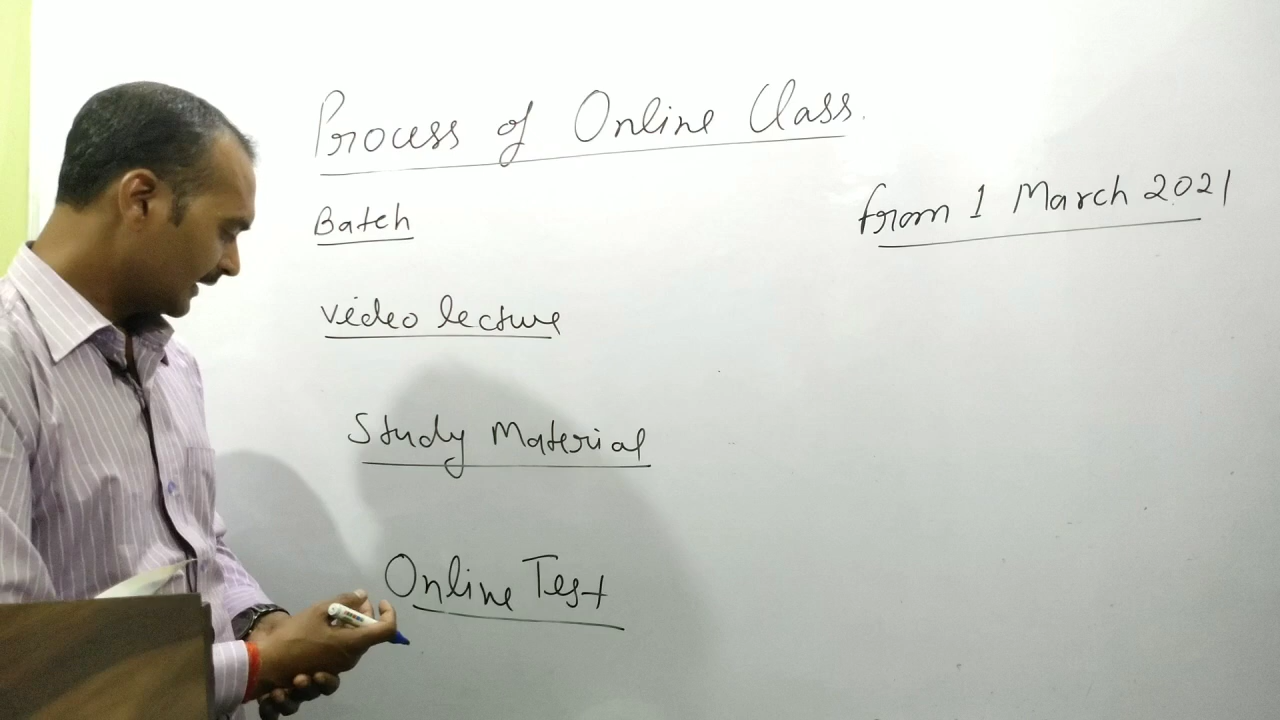 Process of Online Class.
from 1 March 2021
Batch
Video lecture
Study Material
Online Test